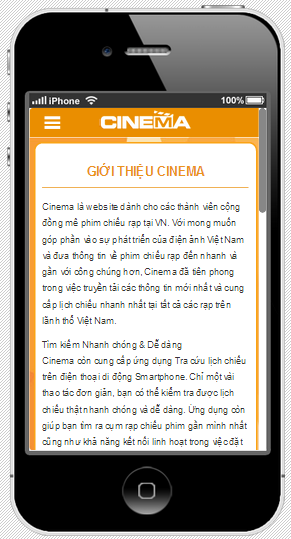 iPhone 100%
CINEMA
GIỚI THIỆU CINEMA
Cinema là website dành cho các thành viên cộng
đồng mê phim chiếu rạp tại VN. Với mong muốn
góp phần vào sự phát triển của điện ảnh Việt Nam
và đưa thông tin về phim chiếu rạp đến nhanh và
gần với công chúng hơn, Cinema đã tiên phong
trong việc truyền tải các thông tin mới nhất và cung
cấp lịch chiếu nhanh nhất tại tất cả các rạp trên
lãnh thổ Việt Nam.
Tìm kiếm Nhanh chóng & Dễ dàng
Cinema còn cung cấp ứng dụng Tra cứu lịch chiếu
trên điện thoại di động Smartphone. Chỉ một vài
thao tác đơn giản, bạn có thể kiểm tra được lịch
chiếu thật nhanh chóng và dễ dàng. Ứng dụng còn
giúp bạn tìm ra cụm rạp chiếu phim gần mình nhất
cũng như khả năng kết nối linh hoạt trong việc đặt